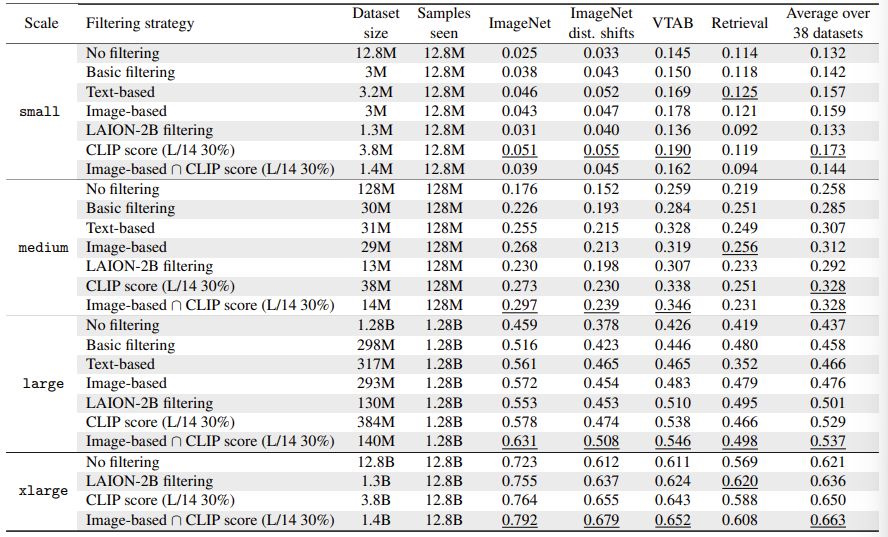 Scale Filtering strategy Dataset size Samples seen ImageNet ImageNet dist. shifts VTAB Retrieval Average over 38 datasets
small
No filtering 12.8M 12.8M 0.025 0.033 0.145 0.114 0.132
Basic filtering 3M 12.8M 0.038 0.043 0.150 0.118 0.142
Text-based 3.2M 12.8M 0.046 0.052 0.169 0.125 0.157
Image-based 3M 12.8M 0.043 0.047 0.178 0.121 0.159
LAION-2B filtering 1.3M 12.8M 0.031 0.040 0.136 0.092 0.133
CLIP score (L/14 30%) 3.8M 12.8M 0.051 0.055 0.190 0.119 0.173
Image-based ∩ CLIP score (L/14 30%) 1.4M 12.8M 0.039 0.045 0.162 0.094 0.144
medium
No filtering 128M 128M 0.176 0.152 0.259 0.219 0.258
Basic filtering 30M 128M 0.226 0.193 0.284 0.251 0.285
Text-based 31M 128M 0.255 0.215 0.328 0.249 0.307
Image-based 29M 128M 0.268 0.213 0.319 0.256 0.312
LAION-2B filtering 13M 128M 0.230 0.198 0.307 0.233 0.292
CLIP score (L/14 30%) 38M 128M 0.273 0.230 0.338 0.251 0.328
Image-based ∩ CLIP score (L/14 30%) 14M 128M 0.297 0.239 0.346 0.231 0.328
large
No filtering 1.28B 1.28B 0.459 0.378 0.426 0.419 0.437
Basic filtering 298M 1.28B 0.516 0.423 0.446 0.480 0.458
Text-based 317M 1.28B 0.561 0.465 0.465 0.352 0.466
Image-based 293M 1.28B 0.572 0.454 0.483 0.479 0.476
LAION-2B filtering 130M 1.28B 0.553 0.453 0.510 0.495 0.501
CLIP score (L/14 30%) 384M 1.28B 0.578 0.474 0.538 0.466 0.529
Image-based ∩ CLIP score (L/14 30%) 140M 1.28B 0.631 0.508 0.546 0.498 0.537
xlarge
No filtering 12.8B 12.8B 0.723 0.612 0.611 0.569 0.621
LAION-2B filtering 1.3B 12.8B 0.755 0.637 0.624 0.620 0.636
CLIP score (L/14 30%) 3.8B 12.8B 0.764 0.655 0.643 0.588 0.650
Image-based ∩ CLIP score (L/14 30%) 1.4B 12.8B 0.792 0.679 0.652 0.608 0.663